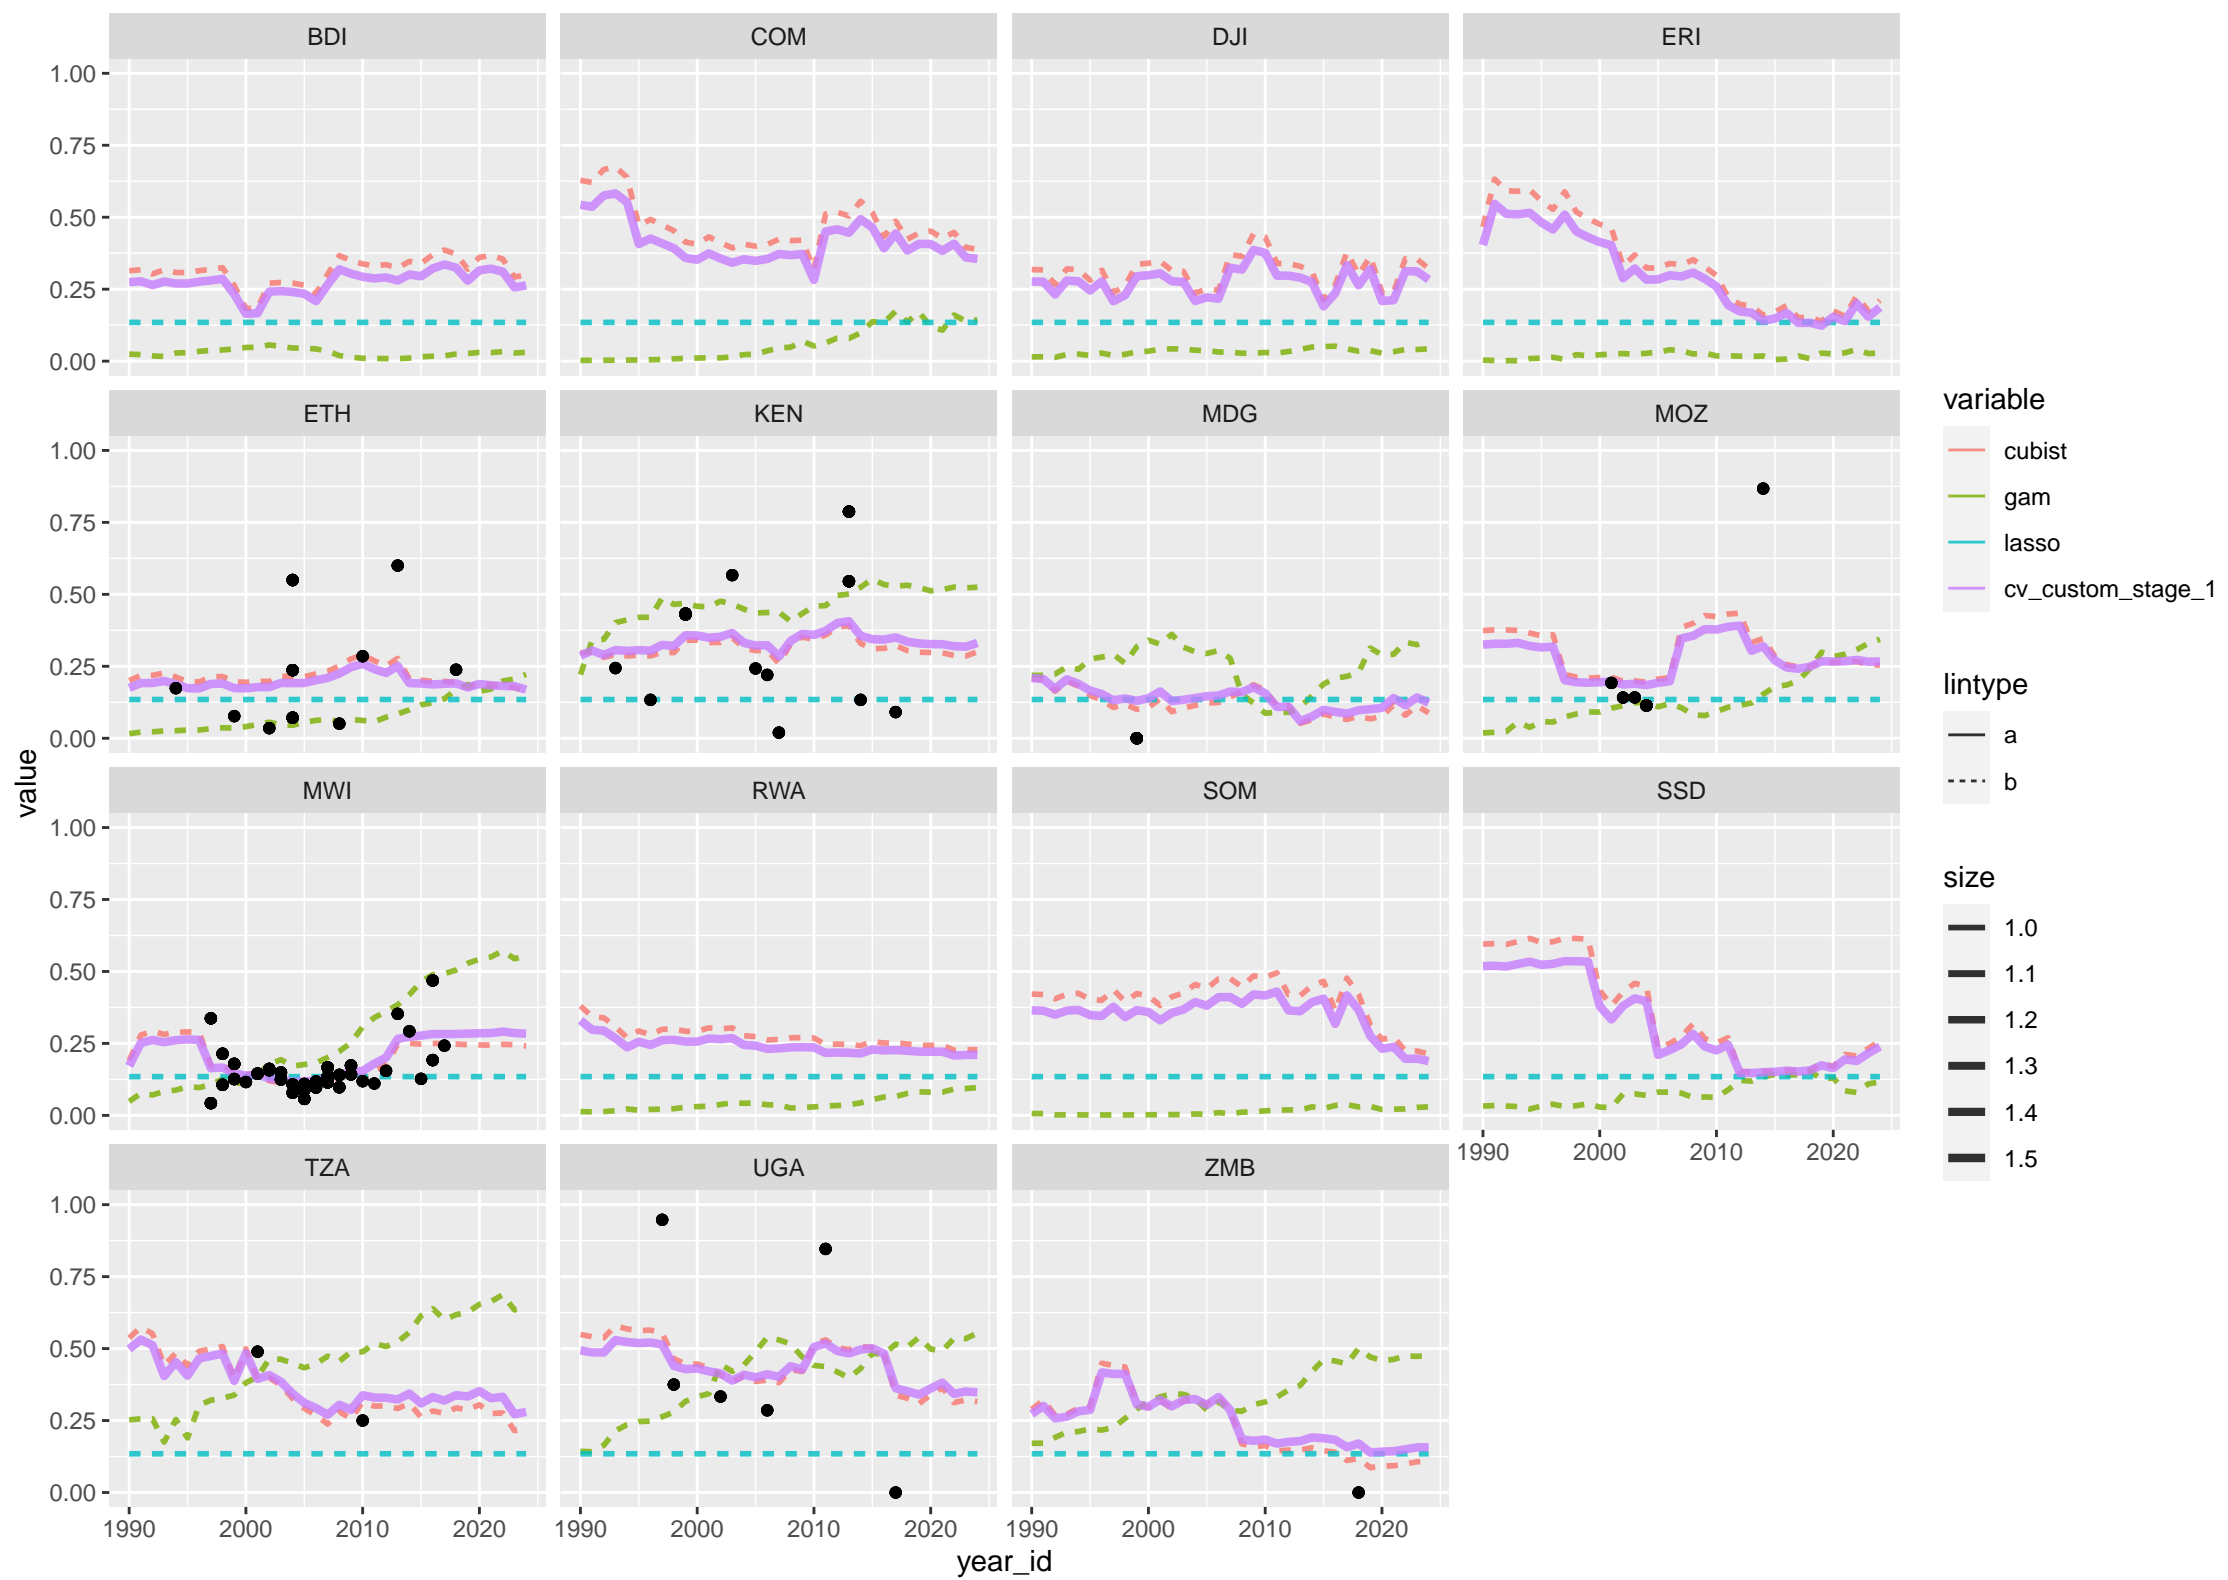 BDI COM DJI ERI
1.00
0.75
0.50
0.25
0.00
ETH KEN MDG MOZ
1.00
0.75
0.50
0.25
0.00
MWI RWA SOM SSD
1.00
0.75
0.50
0.25
0.00
1990 2000 2010 2020
TZA UGA ZMB
1.00
0.75
0.50
0.25
0.00
1990 2000 2010 2020 1990 2000 2010 2020 1990 2000 2010 2020
year_id
value
variable
cubist
gam
lasso
cv_custom_stage_1
lintype
a
b
size
1.0
1.1
1.2
1.3
1.4
1.5